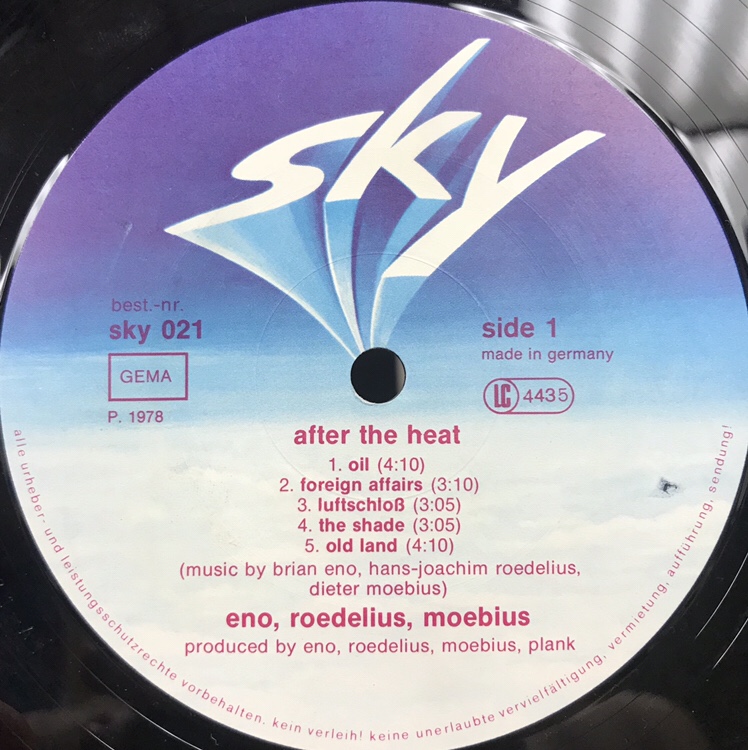 sky
best.-nr.
sky 021
GEMA
P. 1978
side 1
made in germany
LC 4435
after the heat
1. oil (4:10)
2. foreign affairs (3:10)
3. luftschloß (3:05)
4. the shade (3:05)
5. old land (4:10)
(music by brian eno, hans-joachim roedelius,
dieter moebius)
eno, roedelius, moebius
produced by eno, roedelius, moebius, plank
alle urheber- und leistungsschutzrechte vorbehalten. kein verleih! keine unerlaubte vervielfältigung, vermietung, aufführung, sendung!